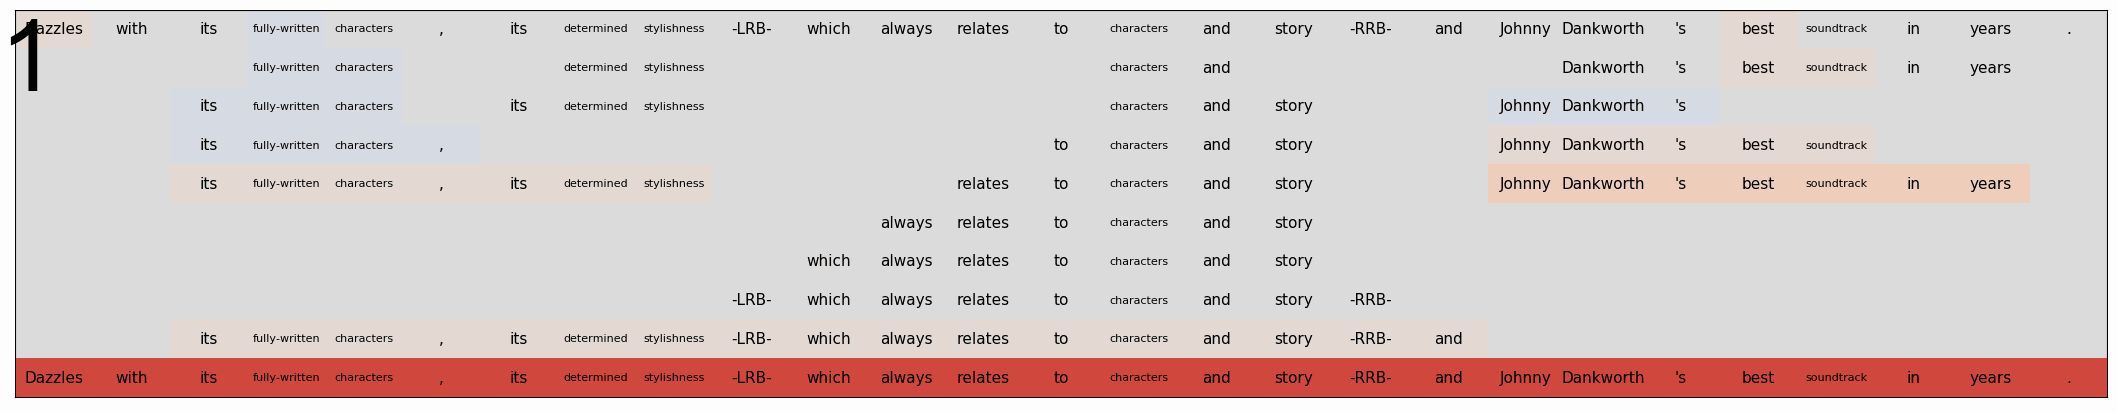 1
Dazzles with its fully-written characters , its determined stylishness -LRB- which always relates to characters and story -RRB- and Johnny Dankworth 's best soundtrack in years .
fully-written characters determined stylishness characters and Dankworth 's best soundtrack in years
its fully-written characters its determined stylishness characters and story Johnny Dankworth 's
its fully-written characters , to characters and story Johnny Dankworth 's best soundtrack
its fully-written characters , its determined stylishness relates to characters and story Johnny Dankworth 's best soundtrack in years
always relates to characters and story
which always relates to characters and story
-LRB- which always relates to characters and story -RRB-
its fully-written characters , its determined stylishness -LRB- which always relates to characters and story -RRB- and
Dazzles with its fully-written characters , its determined stylishness -LRB- which always relates to characters and story -RRB- and Johnny Dankworth 's best soundtrack in years .